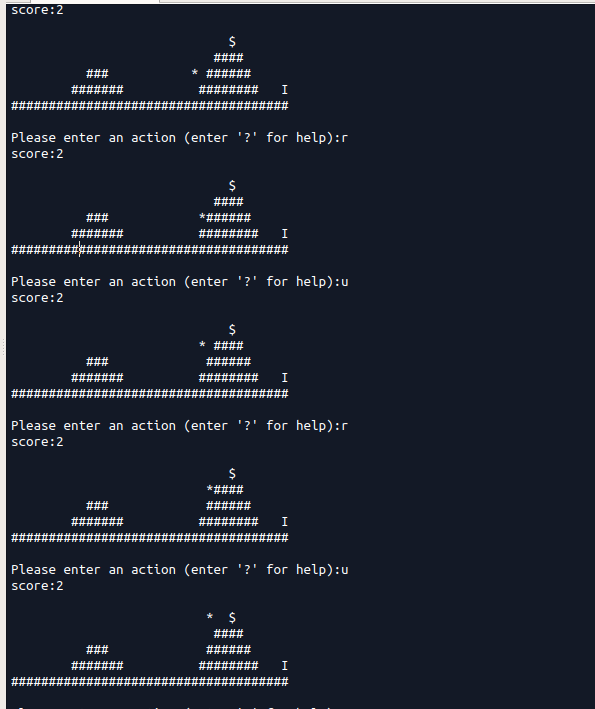 score:2
                             $
                           ####
          ###           * ######
        #######          ########   I
#####################################
Please enter an action (enter '?' for help):r
score:2
                             $
                           ####
          ###            *######
        #######          ########   I
#####################################
Please enter an action (enter '?' for help):u
score:2
                             $
                         * ####
          ###             ######
        #######          ########   I
#####################################
Please enter an action (enter '?' for help):r
score:2
                             $
                          *####
          ###             ######
        #######          ########   I
#####################################
Please enter an action (enter '?' for help):u
score:2
                          *  $
                           ####
          ###             ######
        #######          ########   I
#####################################